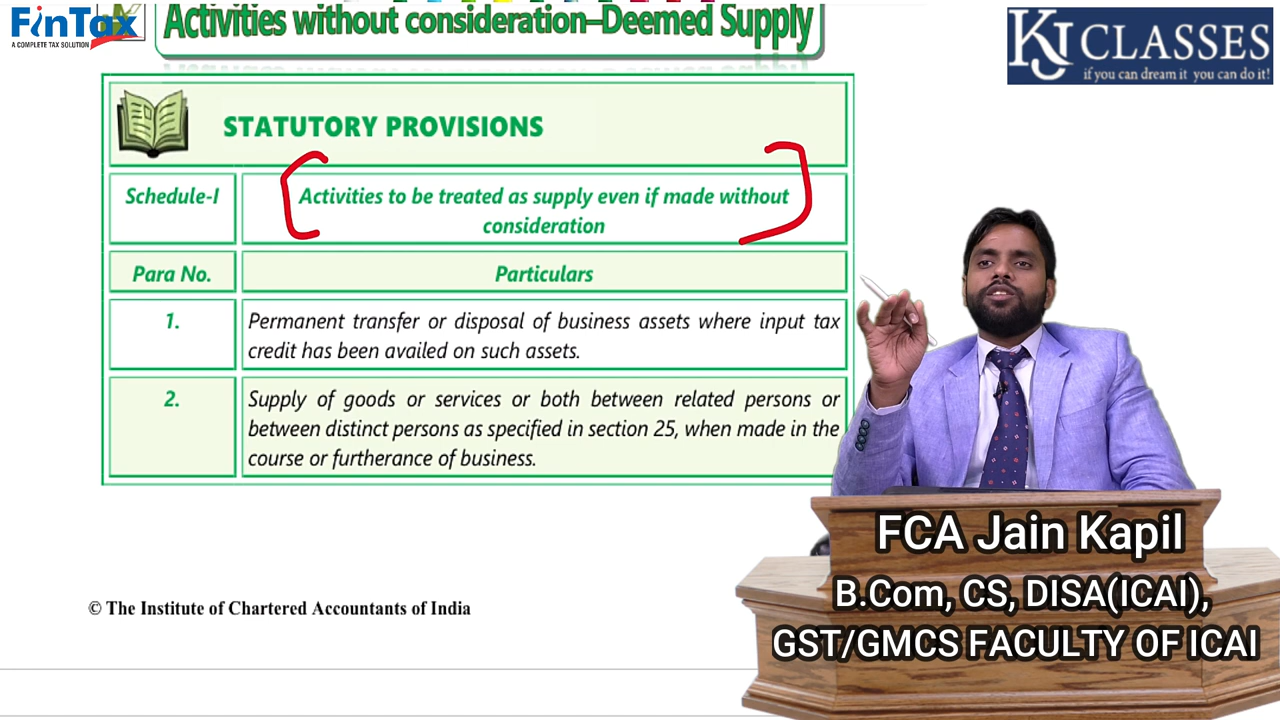 FinTax
A COMPLETE TAX SOLUTION
Activities without consideration–Deemed Supply
KJ CLASSES
if you can dream it you can do it!
STATUTORY PROVISIONS
Schedule-I
Activities to be treated as supply even if made without
consideration
Para No.
Particulars
1.
Permanent transfer or disposal of business assets where input tax
credit has been availed on such assets.
2.
Supply of goods or services or both between related persons or
between distinct persons as specified in section 25, when made in the
course or furtherance of business.
© The Institute of Chartered Accountants of India
FCA Jain Kapil
B.Com, CS, DISA(ICAI),
GST/GMCS FACULTY OF ICAI